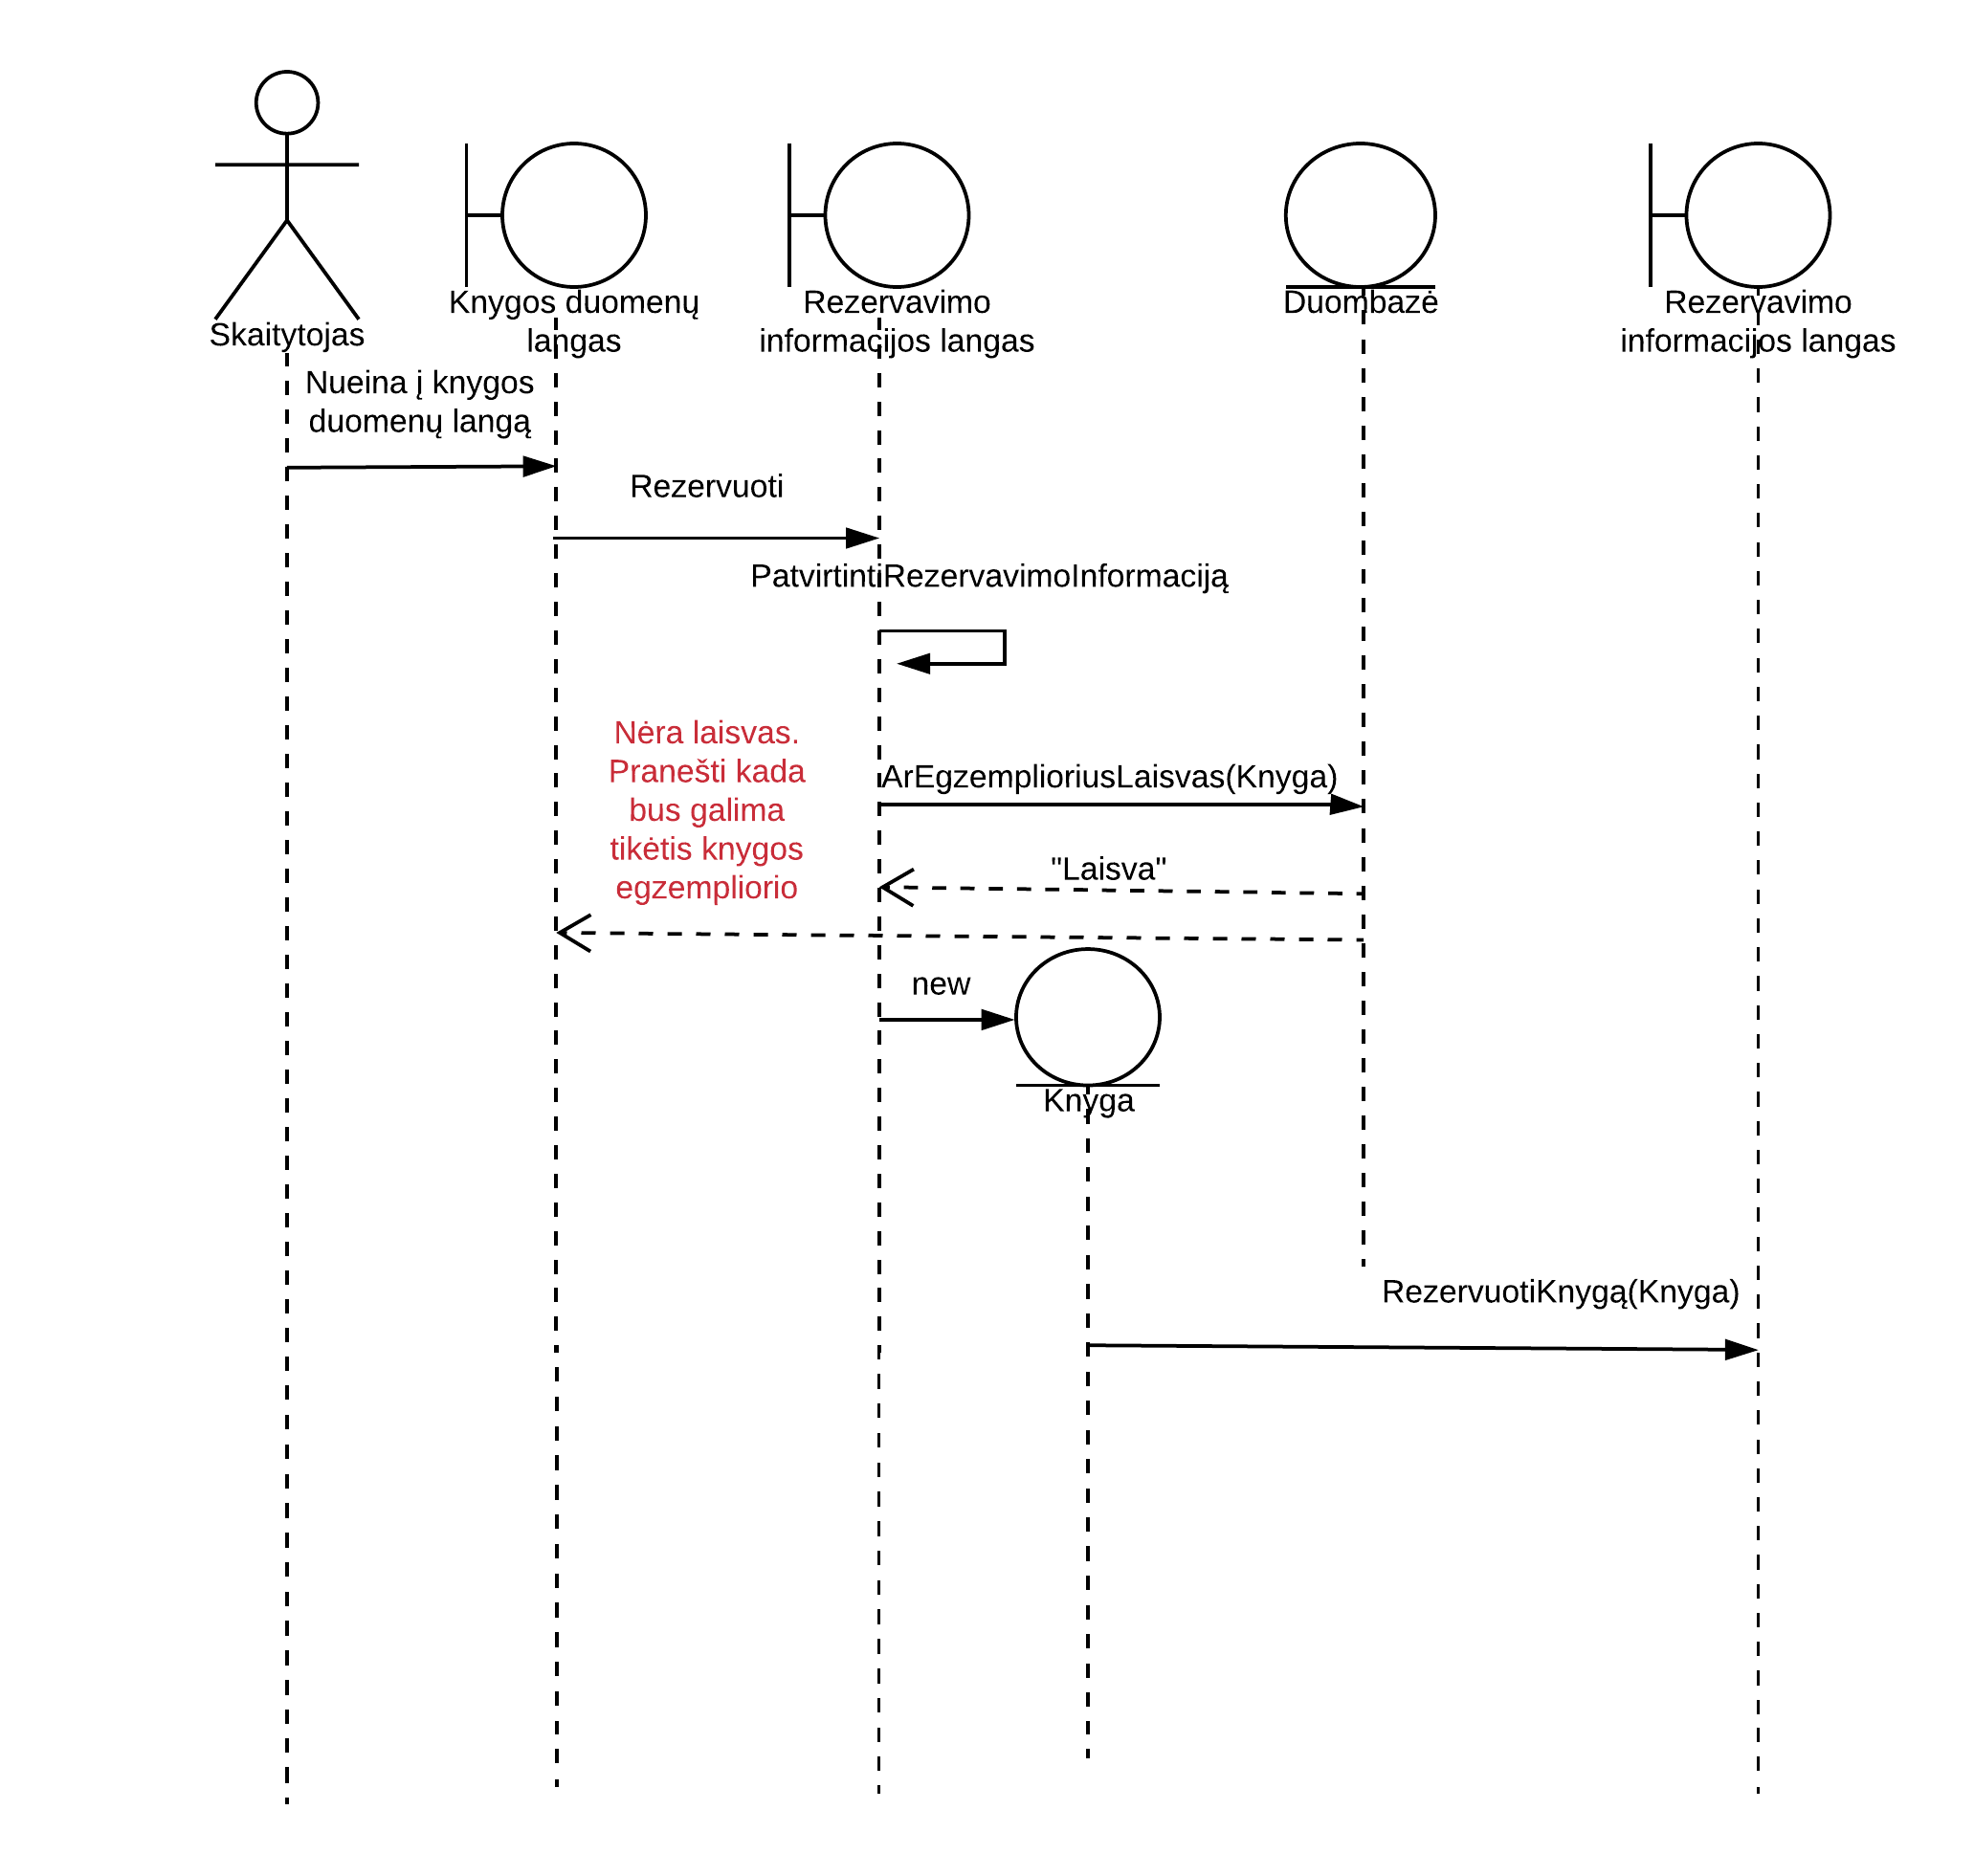 Skaitytojas
Knygos duomenų
langas
Rezervavimo
informacijos langas
Duombazė
Rezervavimo
informacijos langas
Nueina į knygos
duomenų langą
Rezervuoti
PatvirtintiRezervavimoInformaciją
Nėra laisvas.
Pranešti kada
bus galima
tikėtis knygos
egzempliorio
ArEgzemplioriusLaisvas(Knyga)
"Laisva"
new
Knyga
RezervuotiKnygą(Knyga)